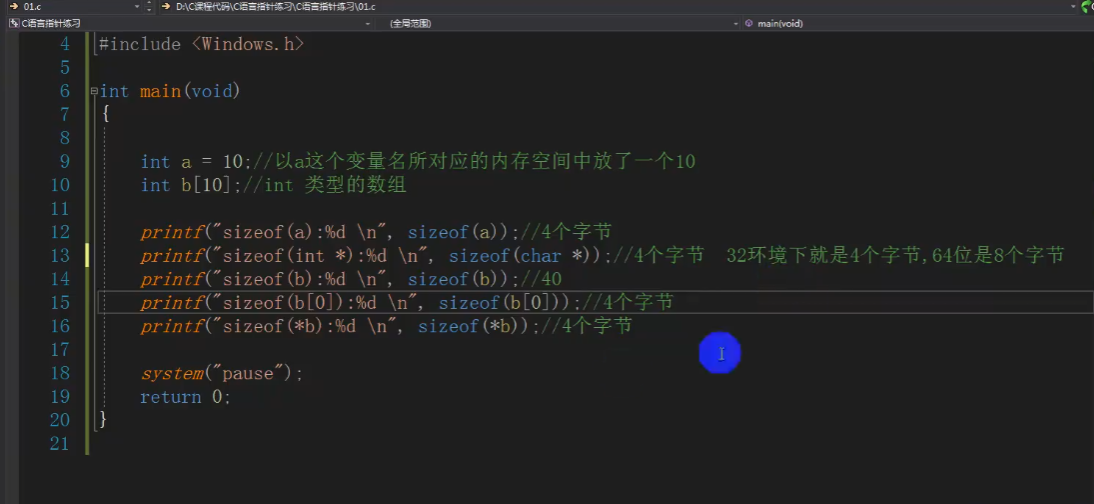 01.c D:\C课程代码\C语言指针练习\C语言指针练习\01.c
C语言指针练习 (全局范围) main(void)
4 #include <Windows.h>
5
6 int main(void)
7 {
8
9 int a = 10;//以a这个变量名所对应的内存空间中放了一个10
10 int b[10];//int 类型的数组
11
12 printf("sizeof(a):%d \n", sizeof(a));//4个字节
13 printf("sizeof(int *):%d \n", sizeof(char *));//4个字节 32环境下就是4个字节,64位是8个字节
14 printf("sizeof(b):%d \n", sizeof(b));//40
15 printf("sizeof(b[0]):%d \n", sizeof(b[0]));//4个字节
16 printf("sizeof(*b):%d \n", sizeof(*b));//4个字节
17
18 system("pause");
19 return 0;
20 }
21